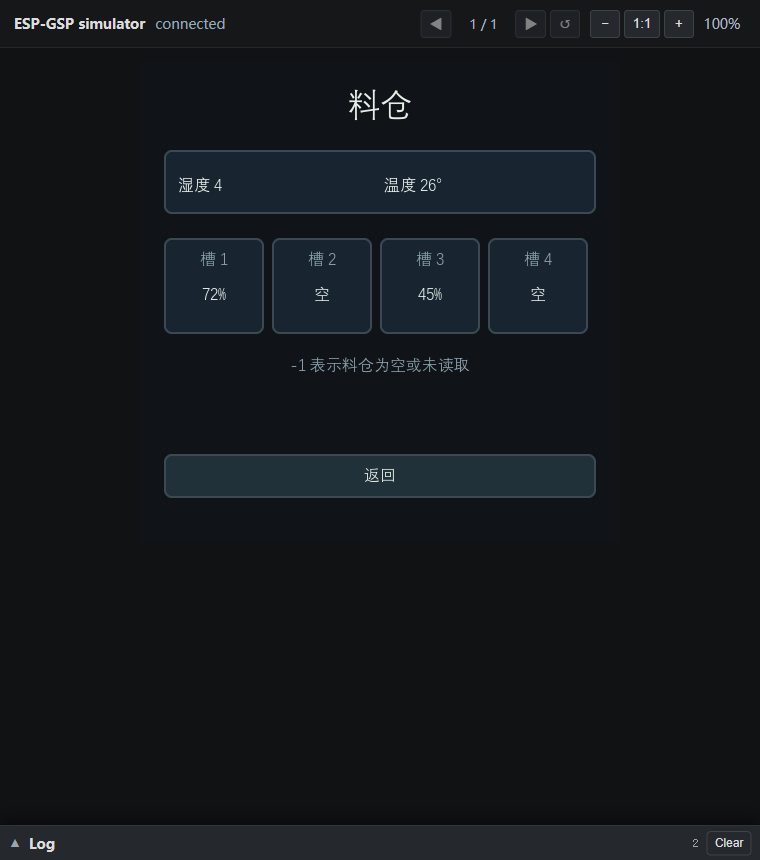 ESP-GSP simulator connected ◀ 1 / 1 ▶ ↺ − 1:1 + 100%
料仓
湿度 4 温度 26°
槽 1 槽 2 槽 3 槽 4
72% 空 45% 空
-1 表示料仓为空或未读取
返回
▲ Log 2 Clear